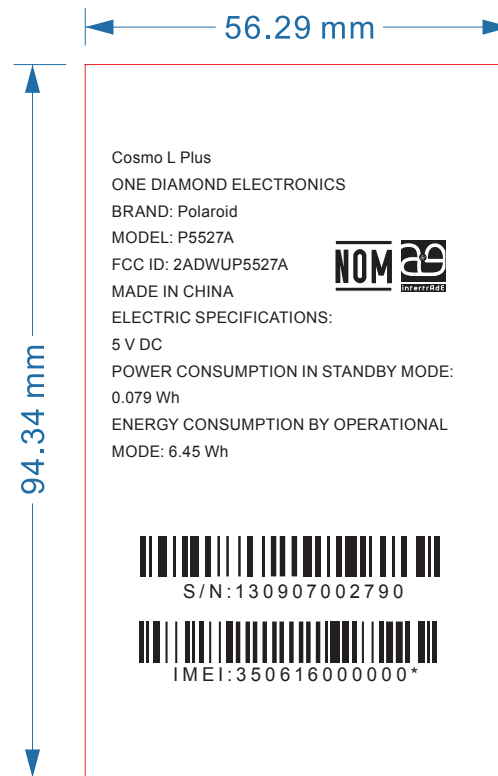 56.29 mm
94.34 mm
Cosmo L Plus
ONE DIAMOND ELECTRONICS
BRAND: Polaroid
MODEL: P5527A
FCC ID: 2ADWUP5527A
MADE IN CHINA
ELECTRIC SPECIFICATIONS:
5 V DC
POWER CONSUMPTION IN STANDBY MODE:
0.079 Wh
ENERGY CONSUMPTION BY OPERATIONAL
MODE: 6.45 Wh
NOM
intertrAdE
S/N:130907002790
IMEI:350616000000*